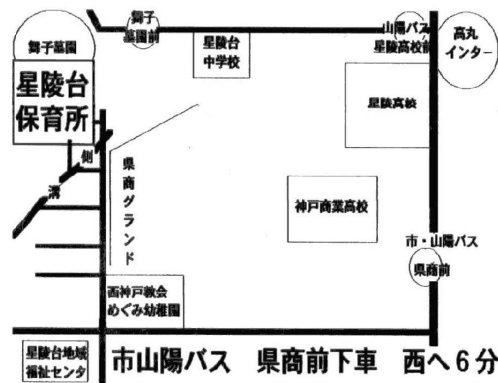 舞子
墓園前
山陽バス
星陵高校前
高丸
インター
舞子墓園
星陵台
中学校
星陵台
保育所
星陵高校
側
溝
県商グランド
神戸商業高校
市・山陽バス
県商前
西神戸教会
めぐみ幼稚園
星陵台地域
福祉センタ
市山陽バス 県商前下車 西へ6分